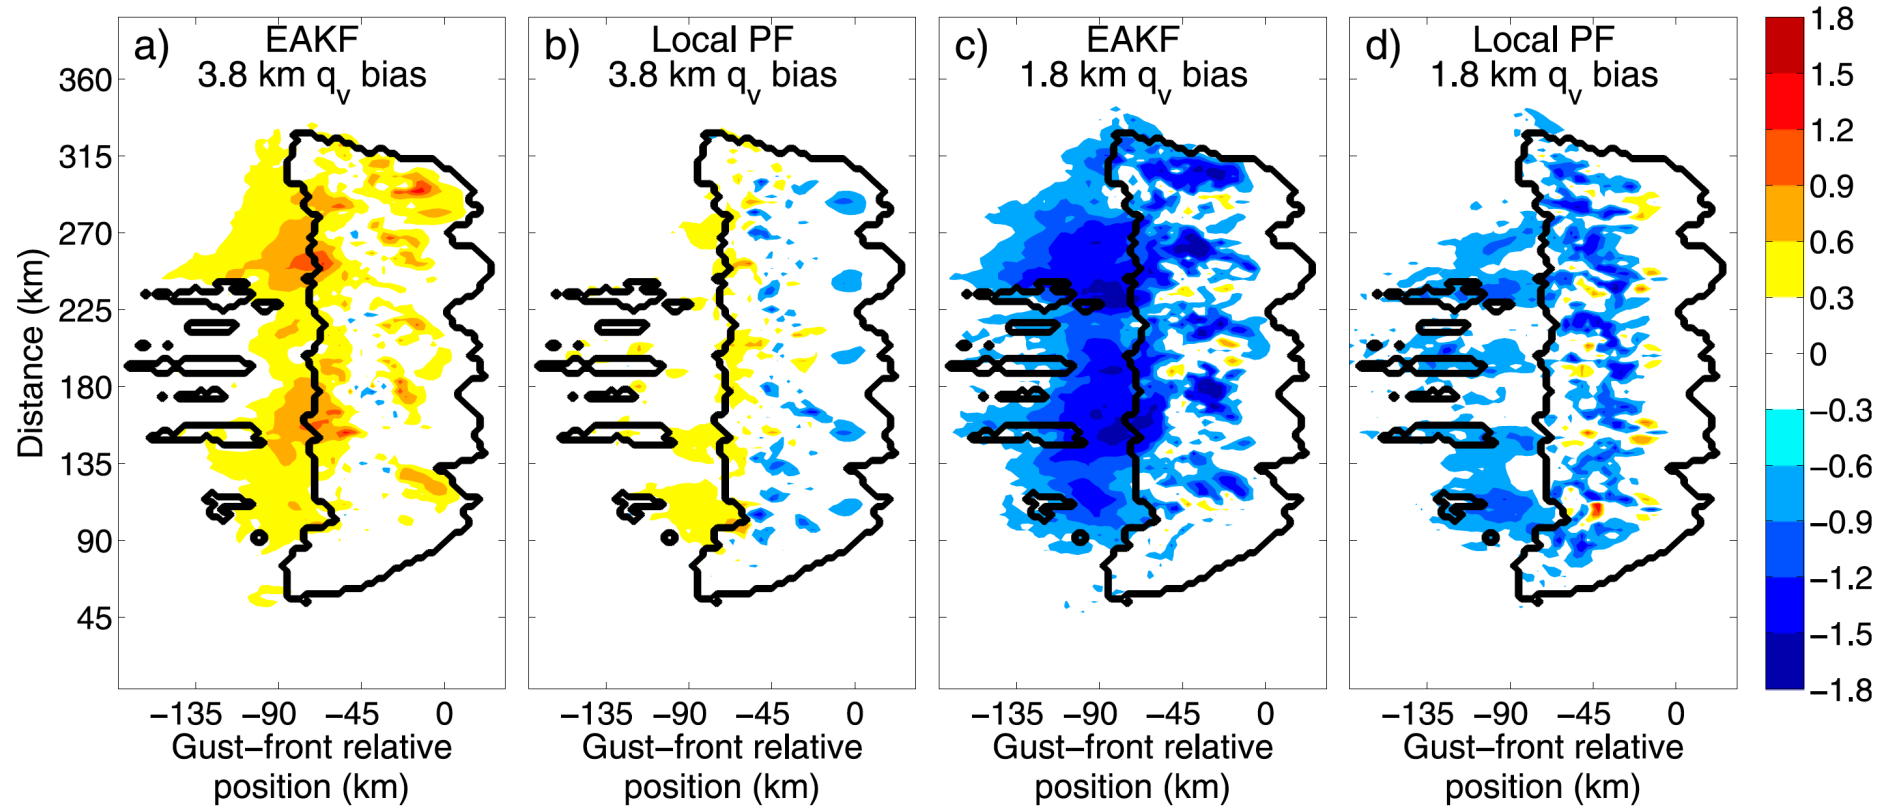 a) EAKF
3.8 km qv bias
b) Local PF
3.8 km qv bias
c) EAKF
1.8 km qv bias
d) Local PF
1.8 km qv bias
Distance (km)
360
315
270
225
180
135
90
45
−135 −90 −45 0
Gust−front relative
position (km)
−135 −90 −45 0
Gust−front relative
position (km)
−135 −90 −45 0
Gust−front relative
position (km)
−135 −90 −45 0
Gust−front relative
position (km)
1.8
1.5
1.2
0.9
0.6
0.3
0
−0.3
−0.6
−0.9
−1.2
−1.5
−1.8